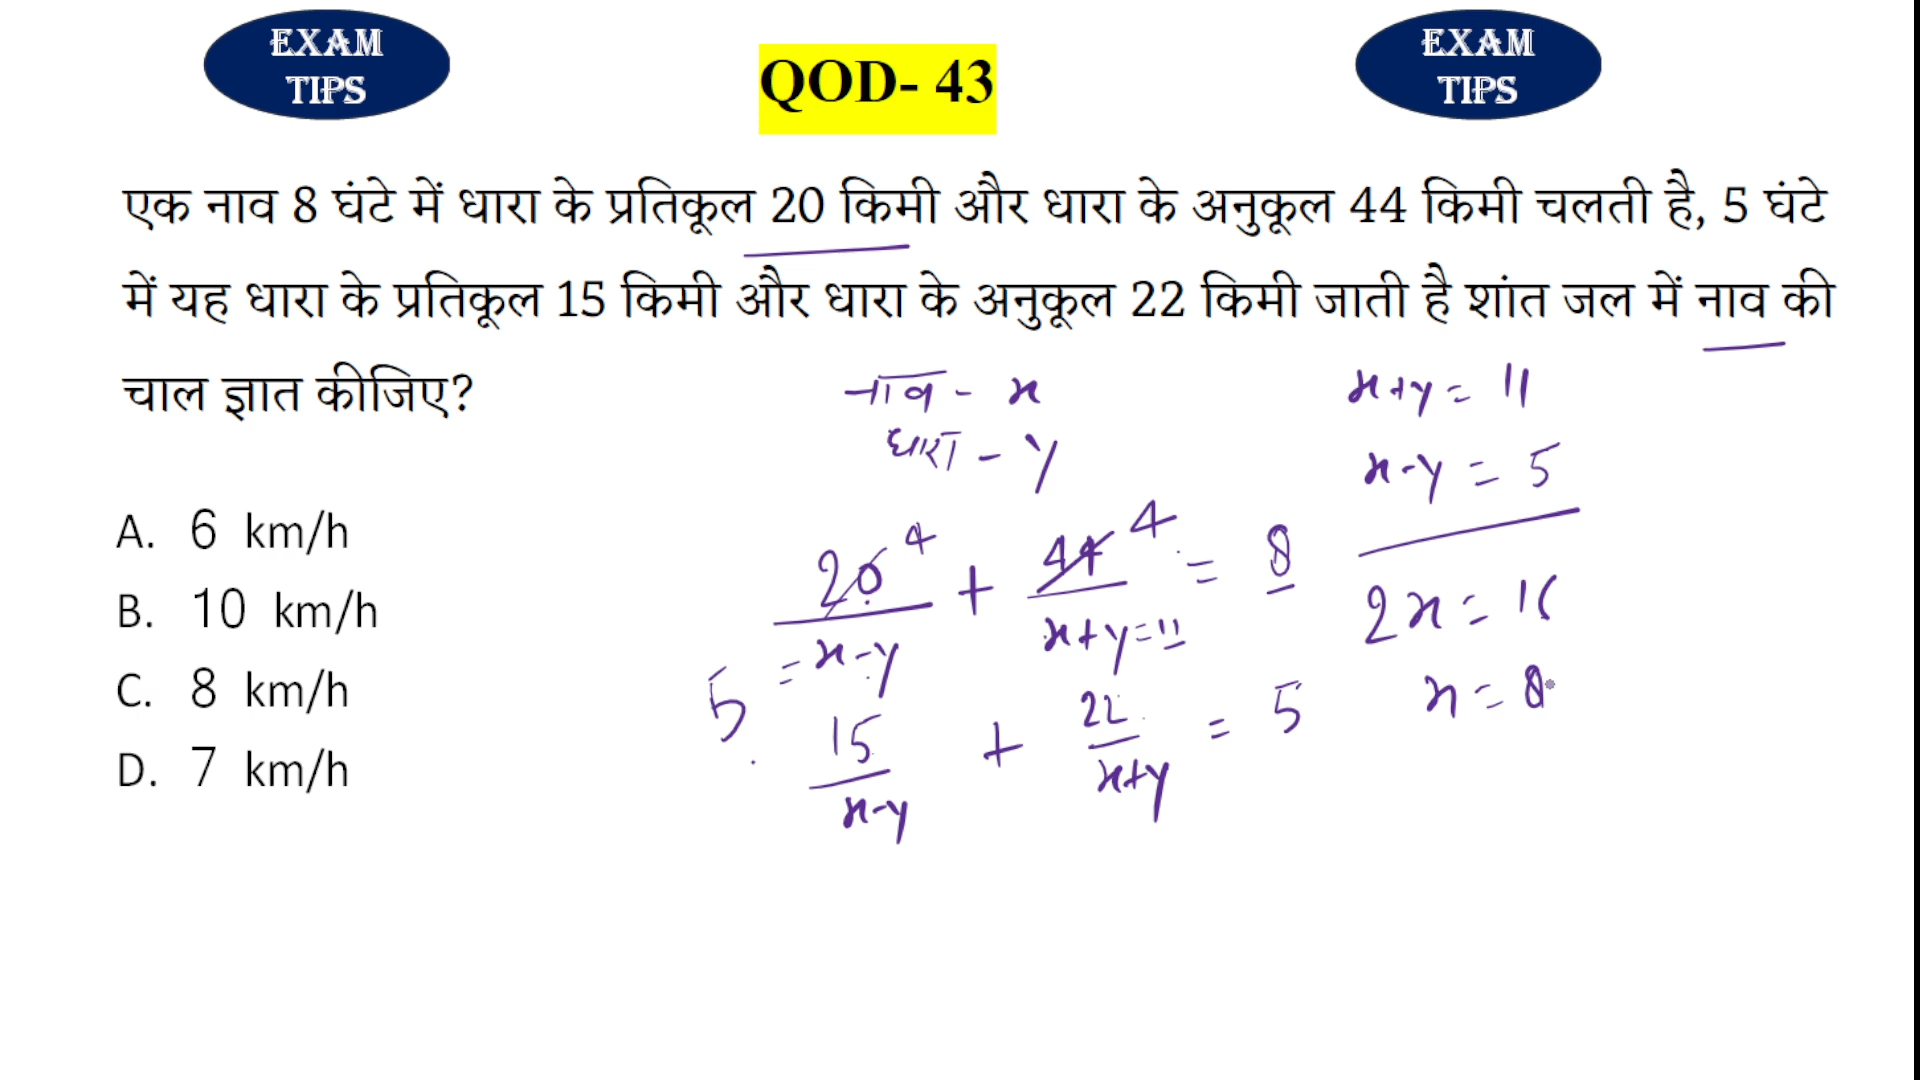 EXAM TIPS
QOD- 43
EXAM TIPS
एक नाव 8 घंटे में धारा के प्रतिकूल 20 किमी और धारा के अनुकूल 44 किमी चलती है, 5 घंटे
में यह धारा के प्रतिकूल 15 किमी और धारा के अनुकूल 22 किमी जाती है शांत जल में नाव की
चाल ज्ञात कीजिए?
A. 6 km/h
B. 10 km/h
C. 8 km/h
D. 7 km/h
नाव - x
धारा - y
20 4 + 44 4 = 8
5 = x-y x+y=11
15 + 22 = 5
x-y x+y
x+y = 11
x-y = 5
2x = 16
x = 8